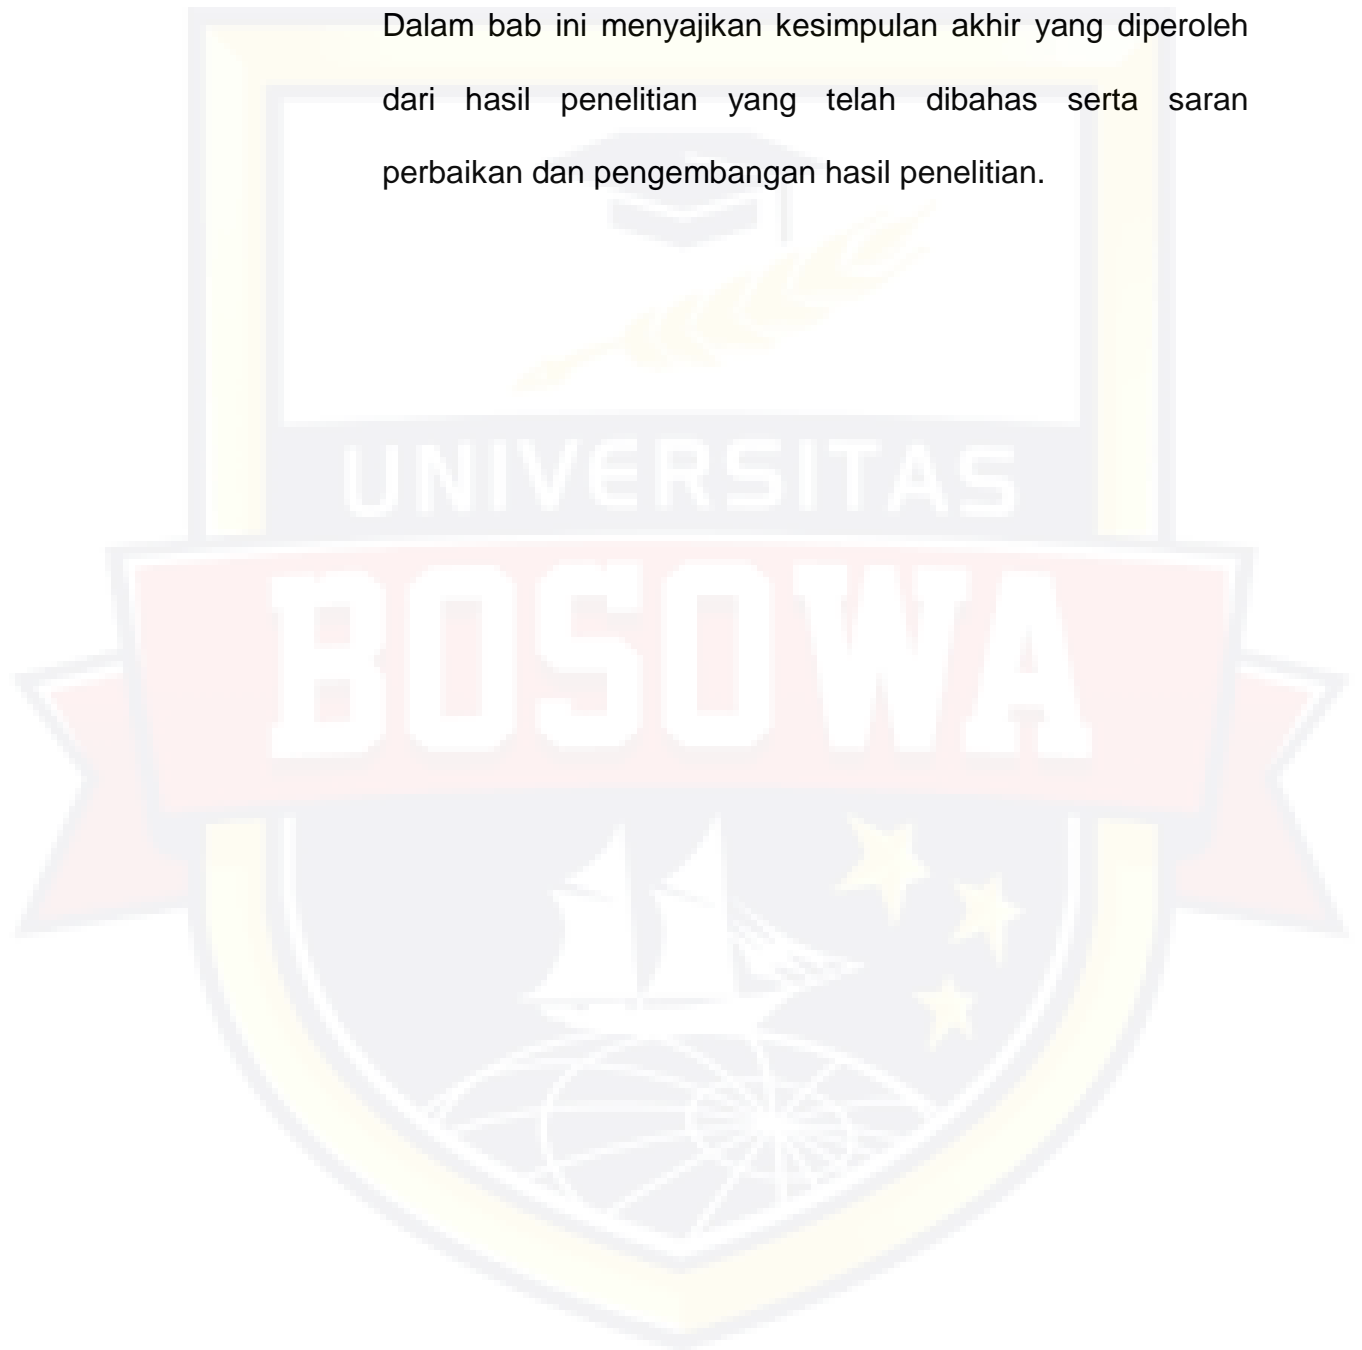 Dalam bab ini menyajikan kesimpulan akhir yang diperoleh
dari hasil penelitian yang telah dibahas serta saran
perbaikan dan pengembangan hasil penelitian.
UNIVERSITAS
BOSOWA